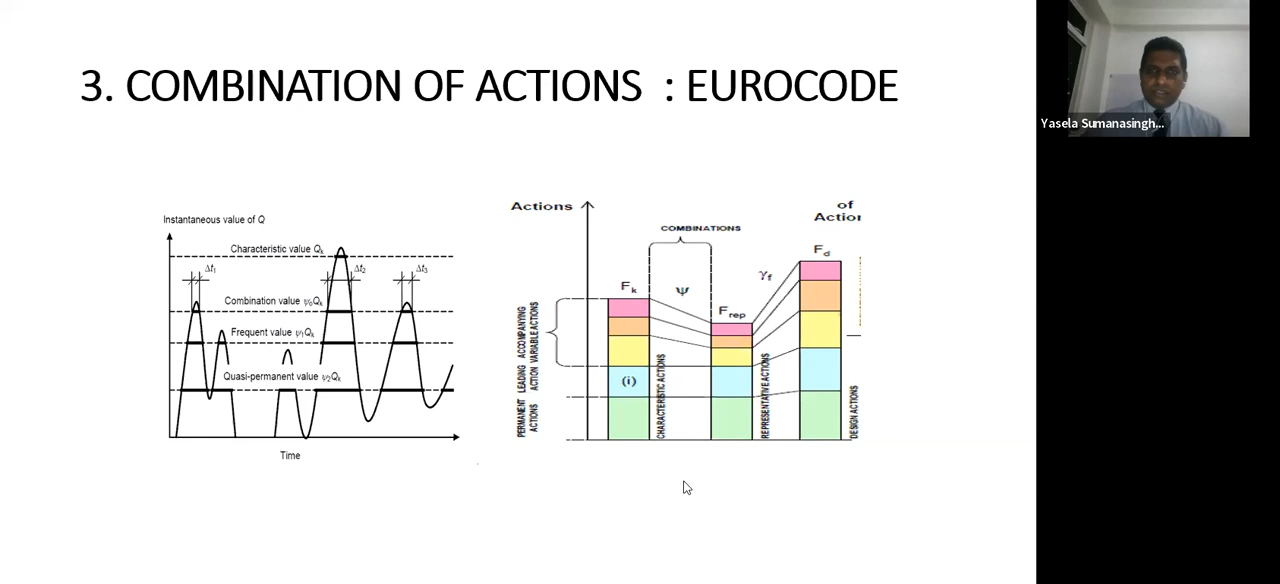 3. COMBINATION OF ACTIONS : EUROCODE
Yasela Sumanasingh...
Instantaneous value of Q
Characteristic value Qk
Δt1
Δt2
Δt3
Combination value ψ0Qk
Frequent value ψ1Qk
Quasi-permanent value ψ2Qk
Time
Actions
of
Action
COMBINATIONS
Fk
ψ
Frep
γf
Fd
ACCOMPANYING
VARIABLE ACTIONS
LEADING
ACTION
PERMANENT
ACTIONS
(i)
CHARACTERISTIC ACTIONS
REPRESENTATIVE ACTIONS
DESIGN ACTIONS